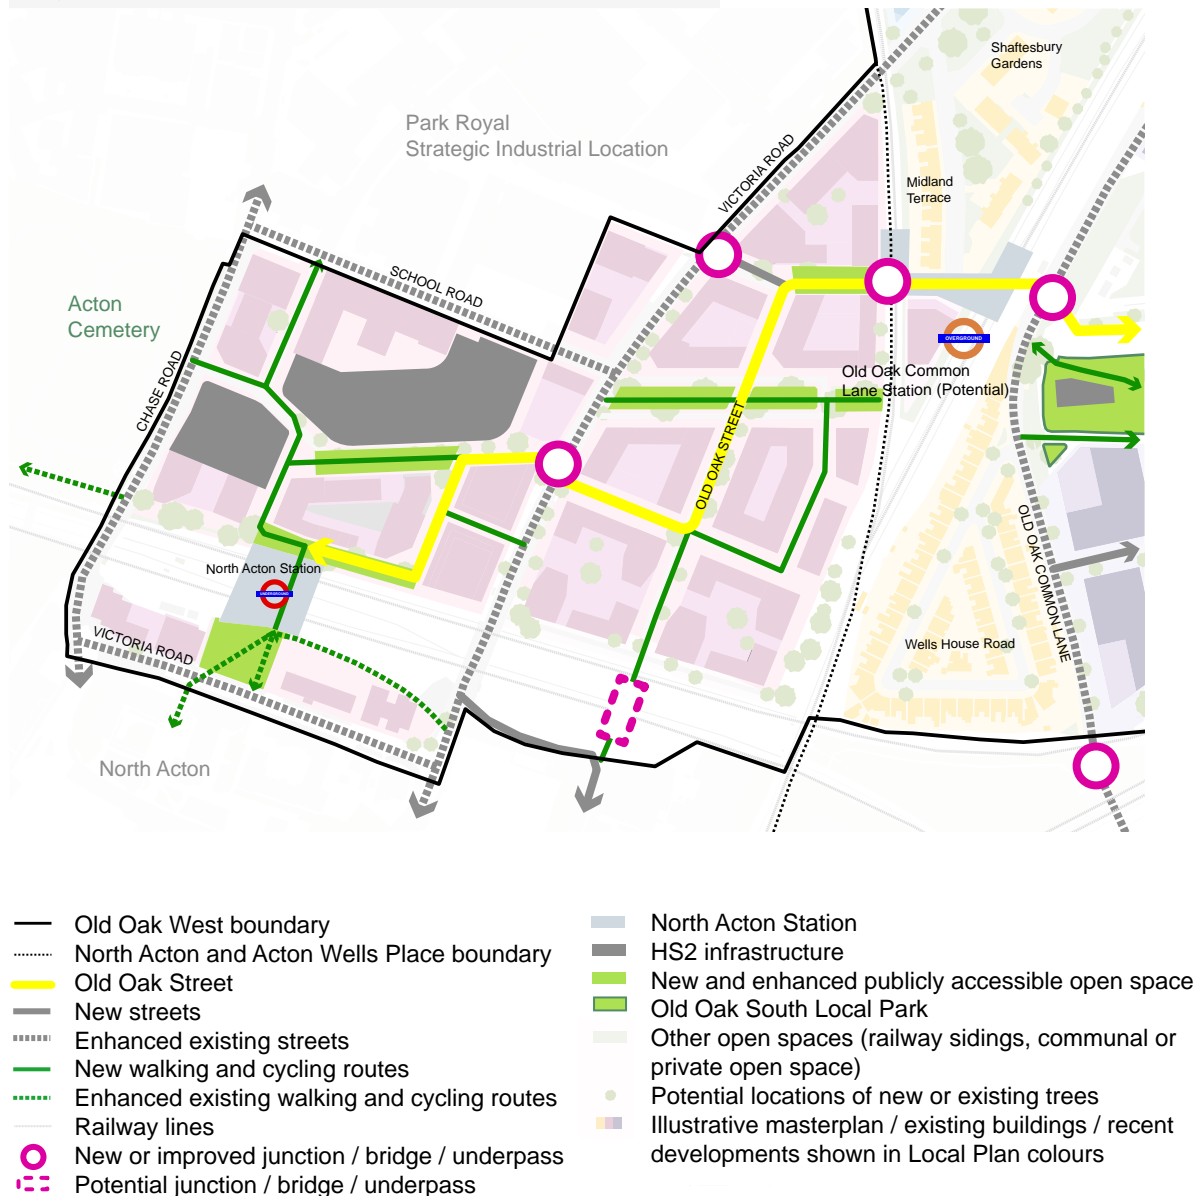 Shaftesbury
Gardens
Park Royal
Strategic Industrial Location
VICTORIA ROAD
Midland
Terrace
SCHOOL ROAD
Acton
Cemetery
OVERGROUND
CHASE ROAD
Old Oak Common
Lane Station (Potential)
OLD OAK STREET
OLD OAK COMMON LANE
North Acton Station
UNDERGROUND
VICTORIA ROAD
Wells House Road
North Acton
Old Oak West boundary
North Acton and Acton Wells Place boundary
Old Oak Street
New streets
Enhanced existing streets
New walking and cycling routes
Enhanced existing walking and cycling routes
Railway lines
New or improved junction / bridge / underpass
Potential junction / bridge / underpass
North Acton Station
HS2 infrastructure
New and enhanced publicly accessible open space
Old Oak South Local Park
Other open spaces (railway sidings, communal or
private open space)
Potential locations of new or existing trees
Illustrative masterplan / existing buildings / recent
developments shown in Local Plan colours